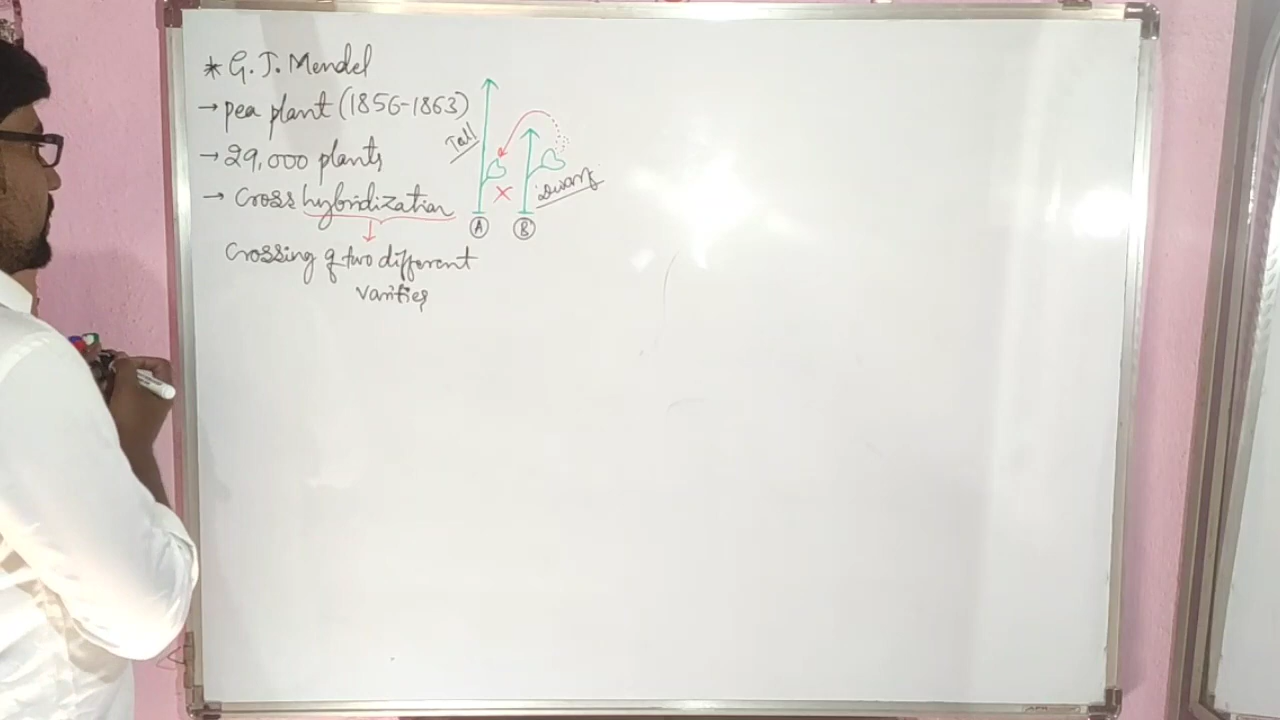 * G. J. Mendel
→ pea plant (1856-1863)
→ 29,000 plants
→ Cross hybridization
Crossing of two different
varities
Tall
Dwarf
×
A
B